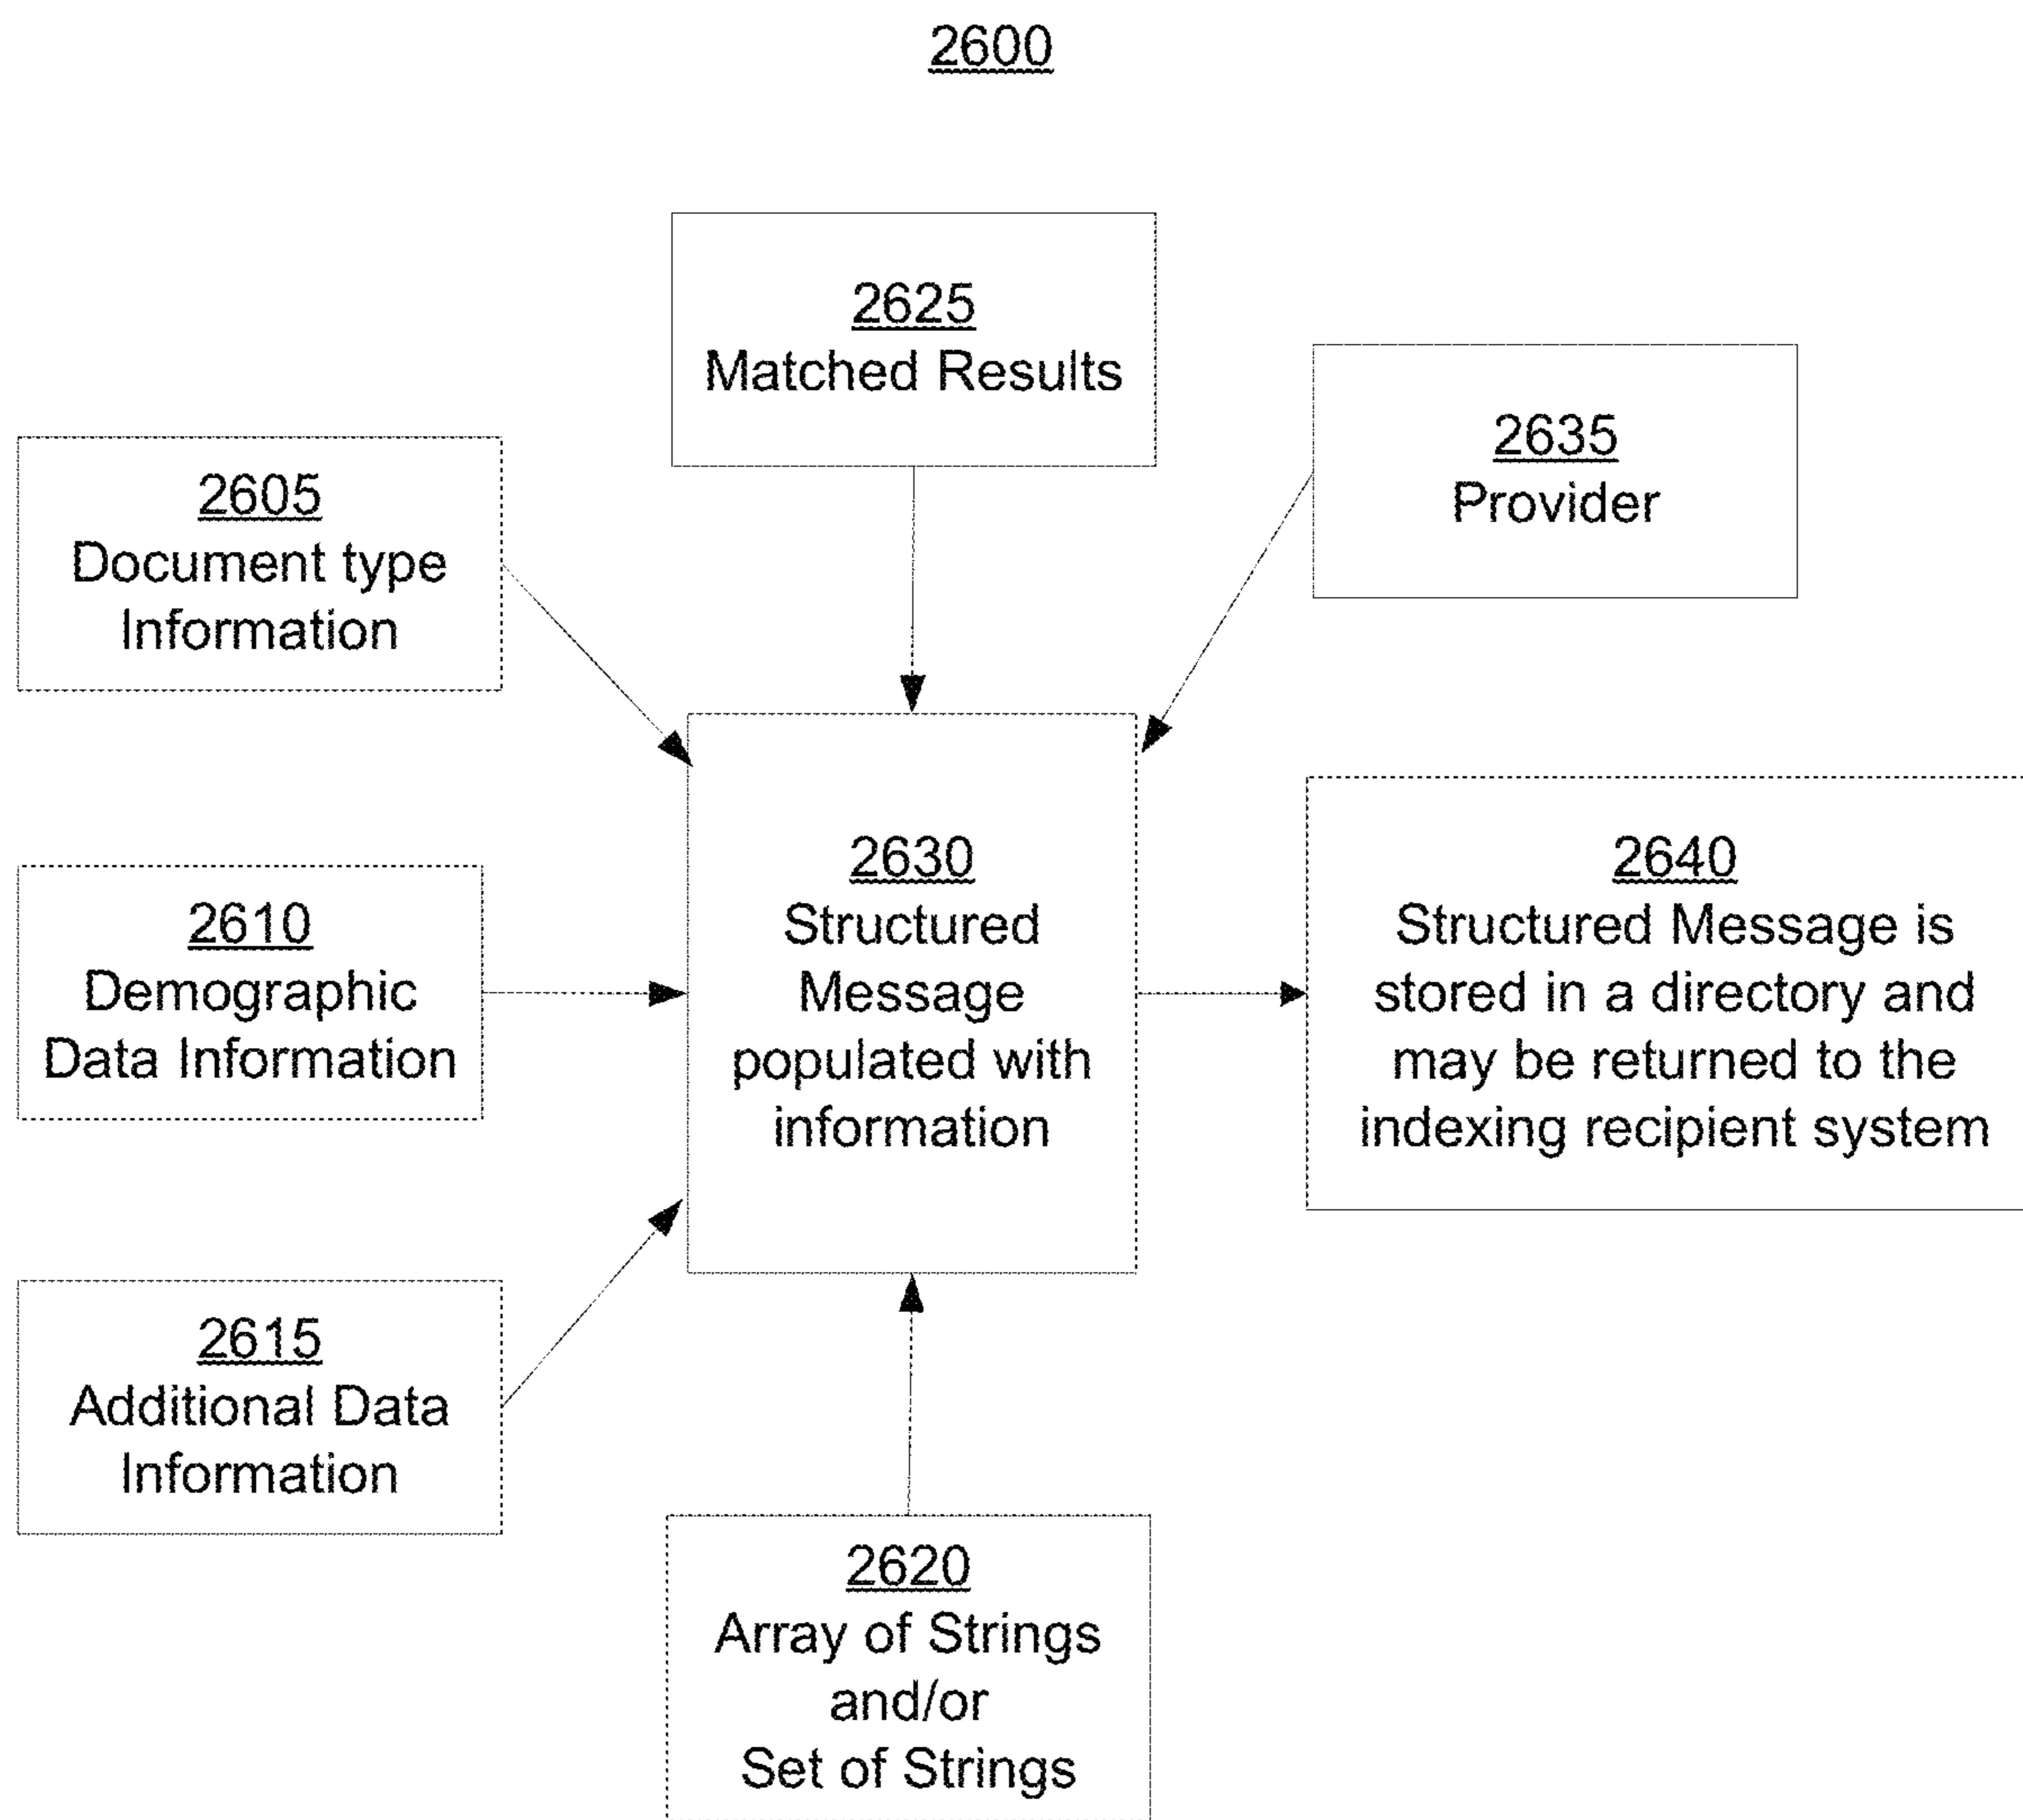 2600
2625
Matched Results
2635
Provider
2605
Document type
Information
2630
Structured
Message
populated with
information
2640
Structured Message is
stored in a directory and
may be returned to the
indexing recipient system
2610
Demographic
Data Information
2615
Additional Data
Information
2620
Array of Strings
and/or
Set of Strings